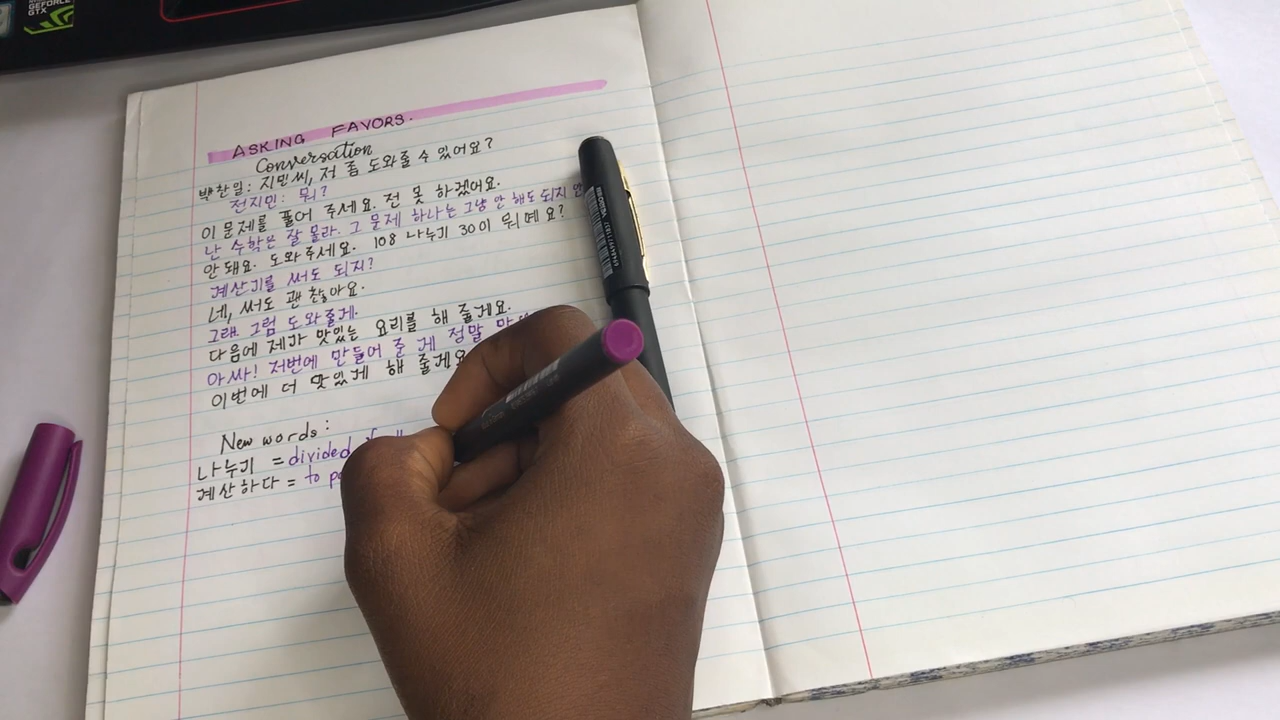 GEFORCE
GTX
ASKING FAVORS.
Conversation
박찬일: 지민씨, 저 좀 도와줄 수 있어요?
전지민: 뭐?
이 문제를 풀어 주세요. 전 못 하겠어요.
난 수학은 잘 몰라. 그 문제 하나는 그냥 안 해도 되지
안 돼요. 도와주세요. 108 나누기 30이 뭐예요?
계산기를 써도 되지?
네, 써도 괜찮아요.
그래. 그럼 도와줄게.
다음에 제가 맛있는 요리를 해 줄게요.
아싸! 저번에 만들어 준 게 정말
이번에 더 맛있게 해 줄게요
New words:
나누기 = divided
계산하다 = to